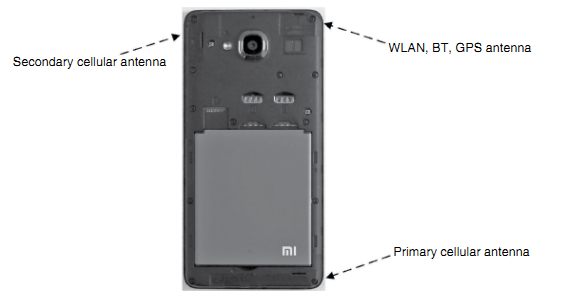 WLAN, BT, GPS antenna
Secondary cellular antenna
mi
Primary cellular antenna